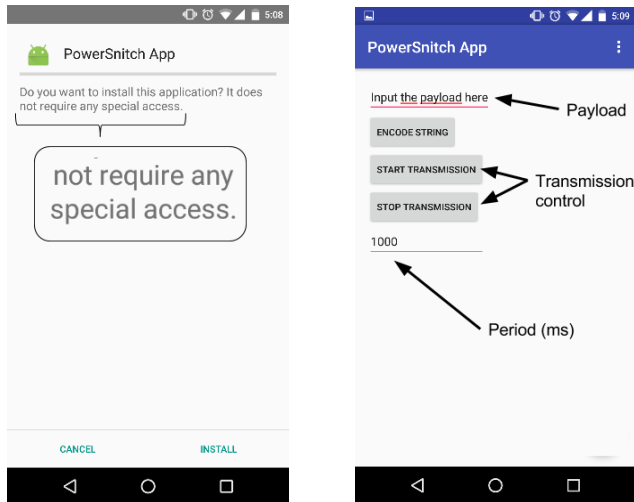 5:08
PowerSnitch App
Do you want to install this application? It does
not require any special access.
not require any
special access.
CANCEL
INSTALL
5:09
PowerSnitch App
Input the payload here
Payload
ENCODE STRING
START TRANSMISSION
Transmission
control
STOP TRANSMISSION
1000
Period (ms)